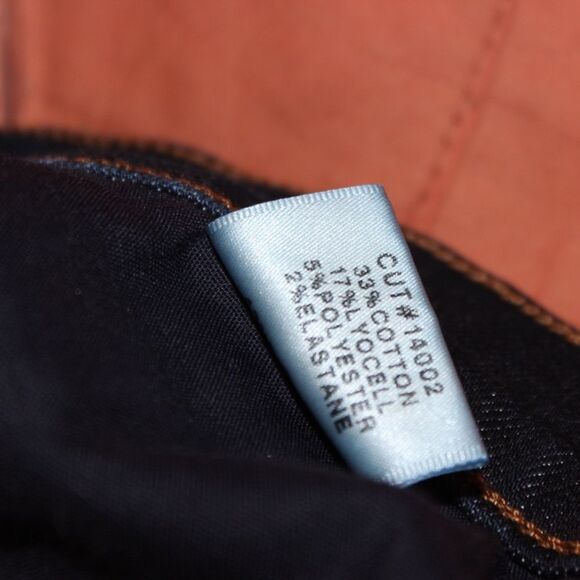 CUT# 14002
33% COTTON
17% LYOCELL
5% POLYESTER
2% ELASTANE